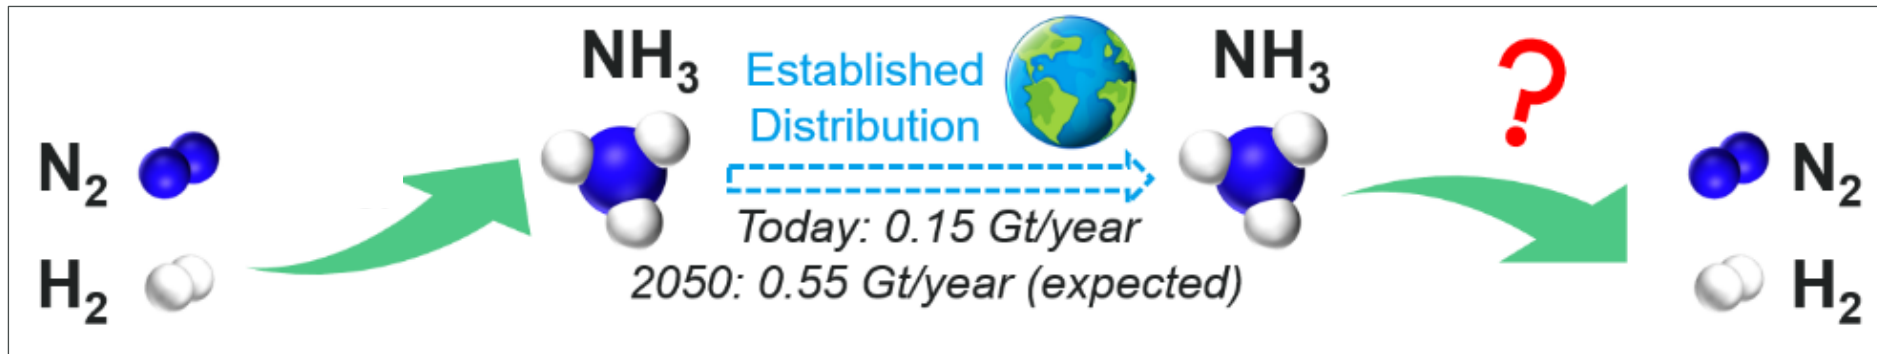 N₂
H₂
NH₃
Established
Distribution
Today: 0.15 Gt/year
2050: 0.55 Gt/year (expected)
NH₃
?
N₂
H₂